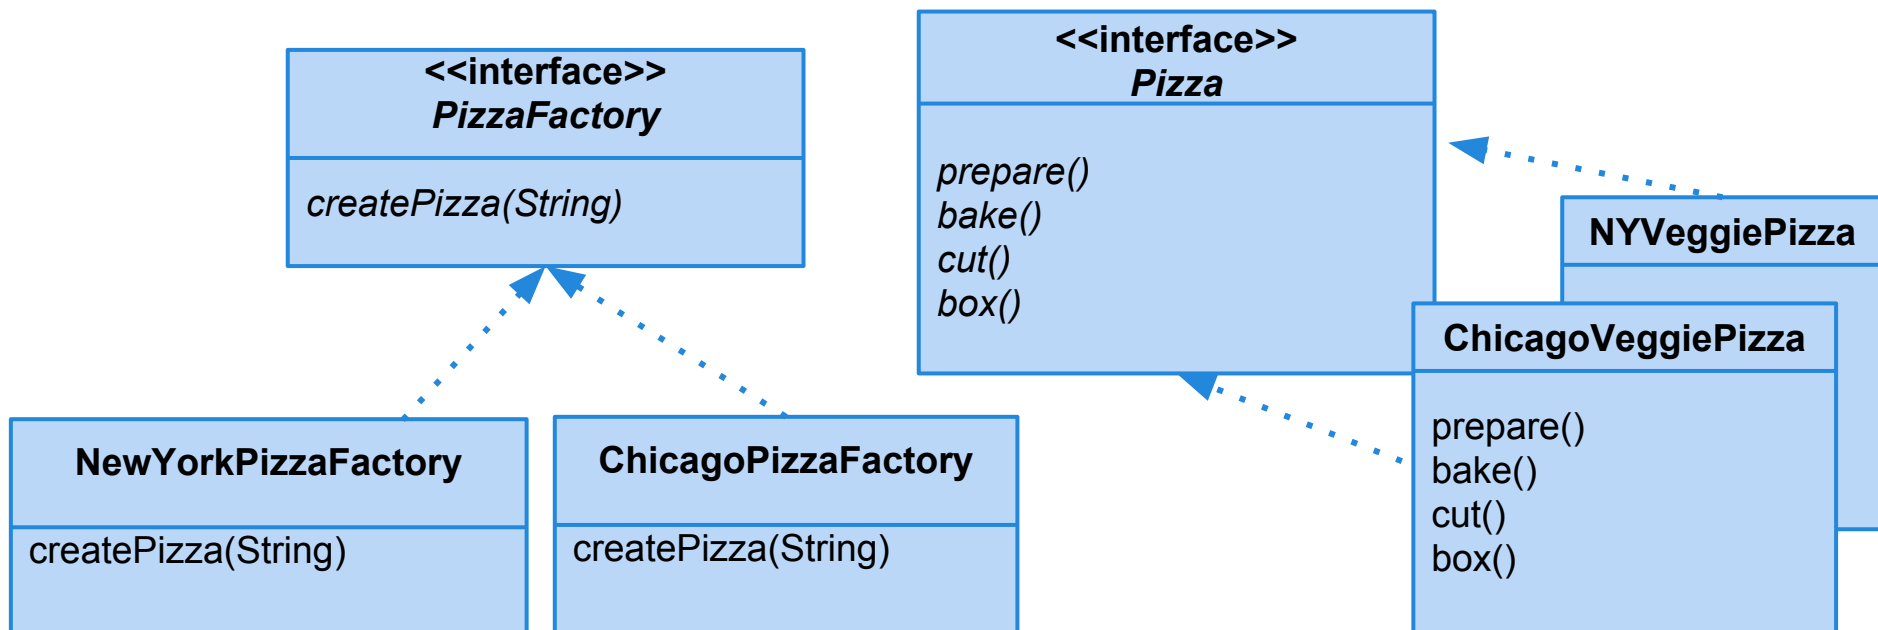 <<interface>>
PizzaFactory
createPizza(String)
<<interface>>
Pizza
prepare()
bake()
cut()
box()
NYVeggiePizza
ChicagoVeggiePizza
prepare()
bake()
cut()
box()
NewYorkPizzaFactory
createPizza(String)
ChicagoPizzaFactory
createPizza(String)